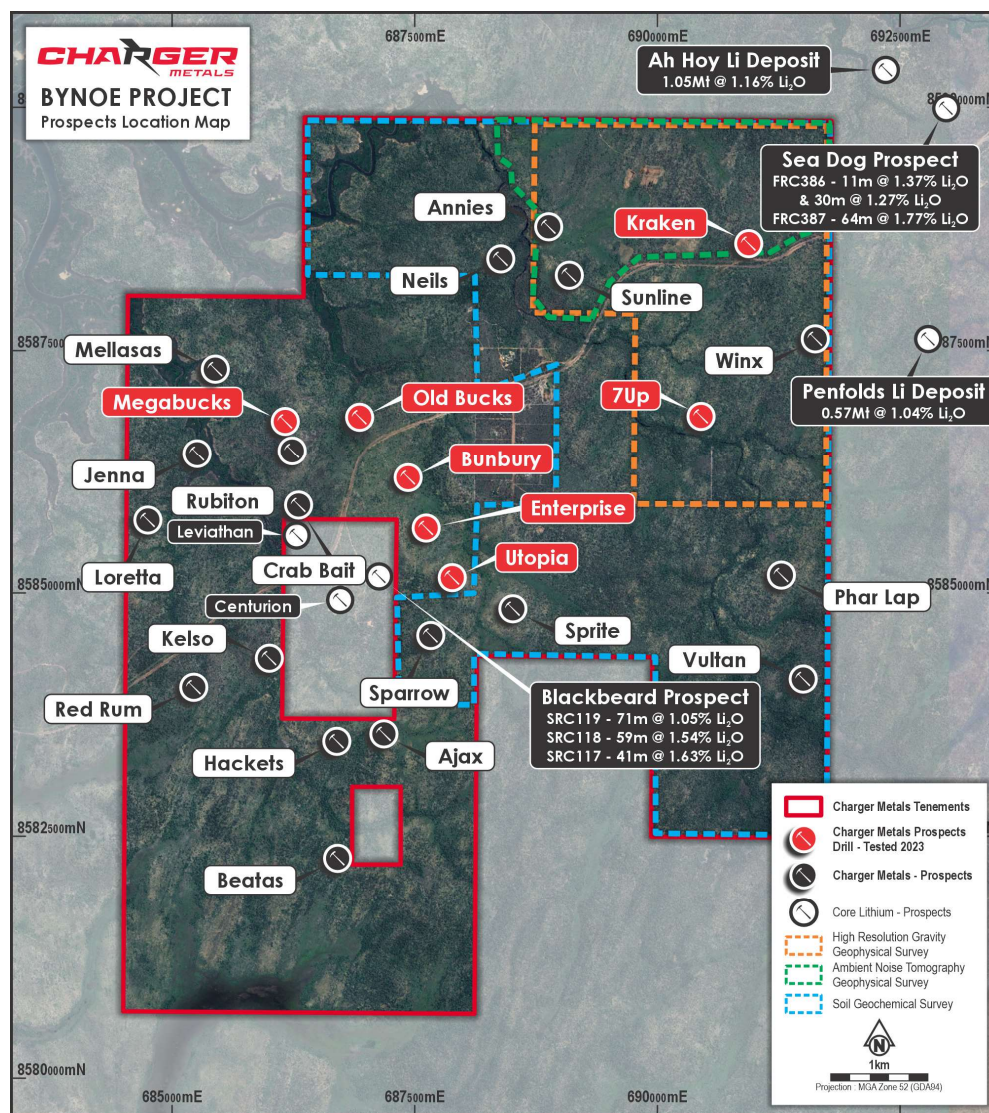 CHARGER
METALS
BYNOE PROJECT
Prospects Location Map
687500mE
690000mE
692500mE
Ah Hoy Li Deposit
1.05Mt @ 1.16% Li₂O
000mN
Sea Dog Prospect
FRC386 - 11m @ 1.37% Li₂O
& 30m @ 1.27% Li₂O
FRC387 - 64m @ 1.77% Li₂O
Annies
Kraken
Neils
Sunline
8587500mN
87500mN
Mellasas
Winx
Megabucks
Old Bucks
7Up
Penfolds Li Deposit
0.57Mt @ 1.04% Li₂O
Jenna
Bunbury
Rubiton
Enterprise
Leviathan
Loretta
Crab Bait
Utopia
8585000mN
8585000mN
Centurion
Phar Lap
Sprite
Kelso
Vultan
Sparrow
Red Rum
Blackbeard Prospect
SRC119 - 71m @ 1.05% Li₂O
SRC118 - 59m @ 1.54% Li₂O
SRC117 - 41m @ 1.63% Li₂O
Hackets
Ajax
8582500mN
Beatas
Charger Metals Tenements
Charger Metals Prospects
Drill - Tested 2023
Charger Metals - Prospects
Core Lithium - Prospects
High Resolution Gravity
Geophysical Survey
Ambient Noise Tomography
Geophysical Survey
Soil Geochemical Survey
N
1km
Projection : MGA Zone 52 (GDA94)
8580000mN
685000mE
687500mE
690000mE